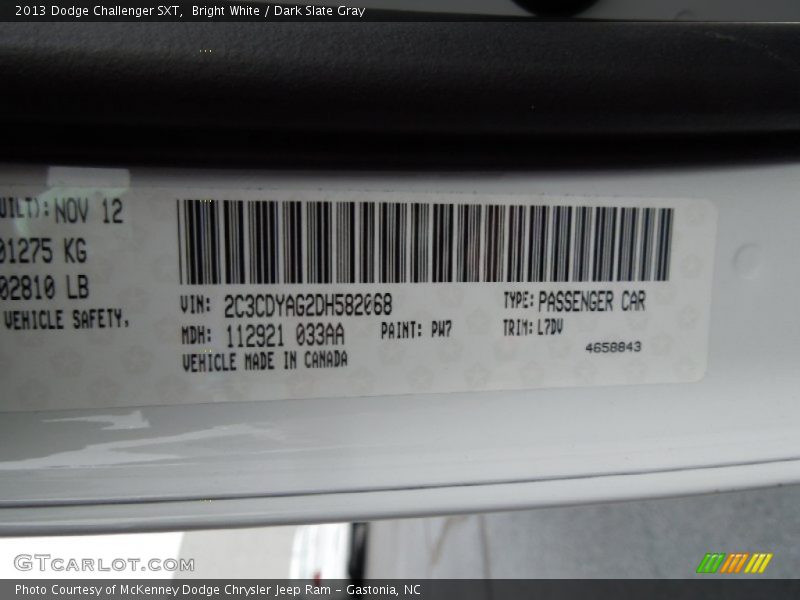 2013 Dodge Challenger SXT, Bright White / Dark Slate Gray
UILT): NOV 12
01275 KG
02810 LB
VEHICLE SAFETY,
VIN: 2C3CDYAG2DH582068
TYPE: PASSENGER CAR
MDH: 112921 033AA PAINT: PW7 TRIM: L7DV
VEHICLE MADE IN CANADA
4658843
GTCARLOT.COM
Photo Courtesy of McKenney Dodge Chrysler Jeep Ram - Gastonia, NC